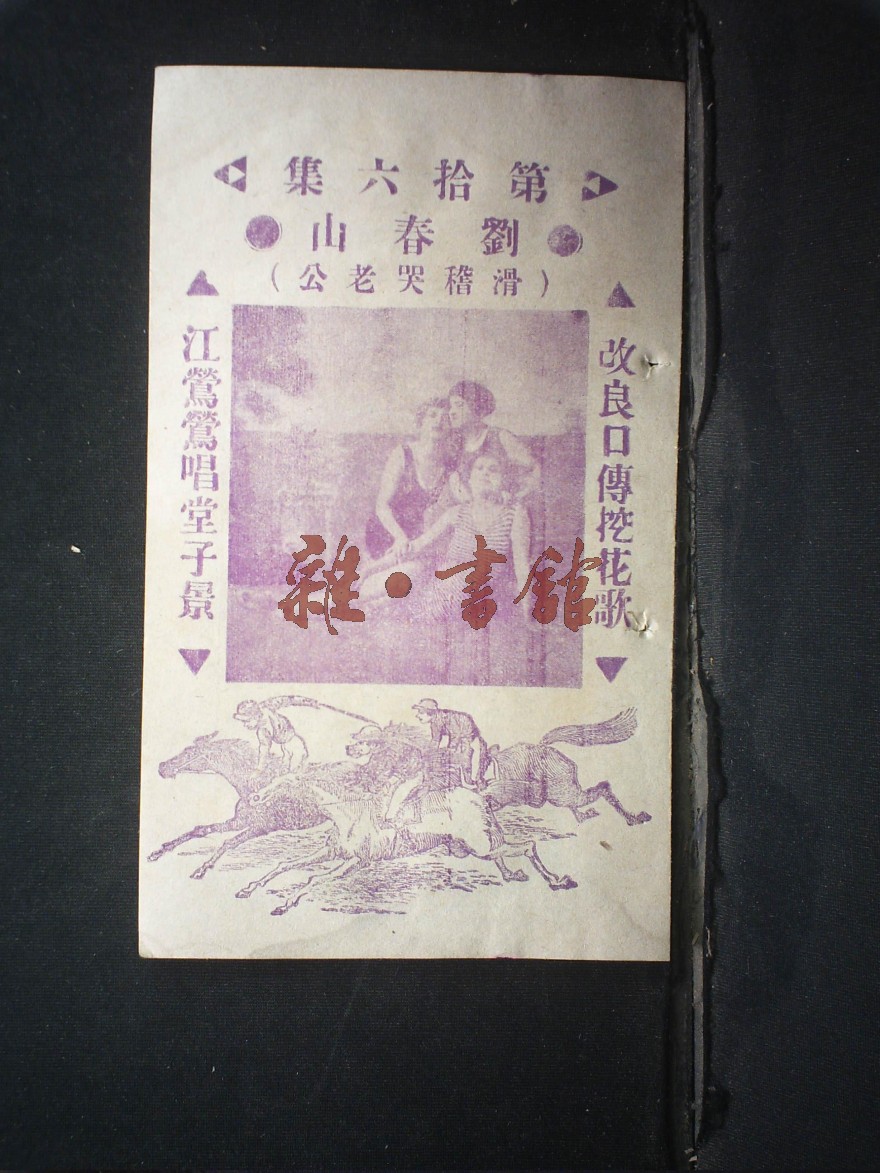 第拾六集
劉春山
(滑稽哭老公)
改良口傳挖花歌
江鶯鶯唱堂子景
雜·書館